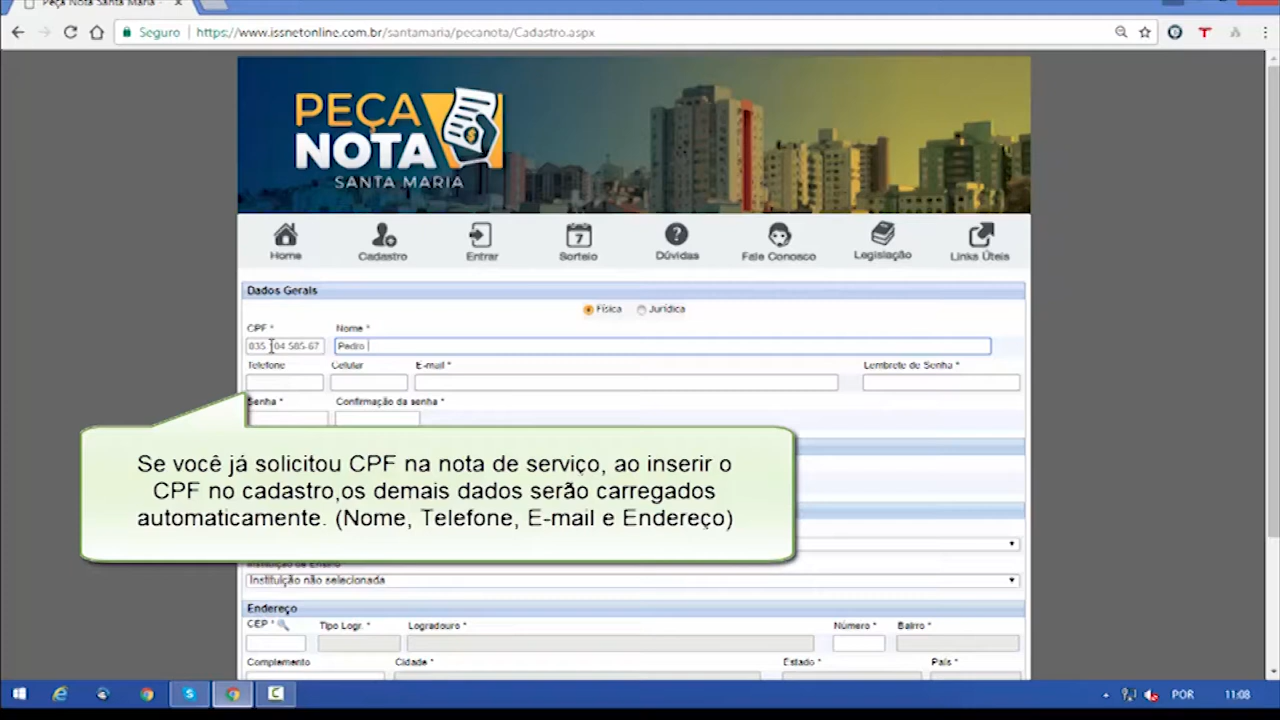 Peça Nota Santa Maria -
Seguro
https://www.issnetonline.com.br/santamaria/pecanota/Cadastro.aspx
PEÇA
NOTA
SANTA MARIA
Home
Cadastro
Entrar
7
Sorteio
Dúvidas
Fale Conosco
Legislação
Links Úteis
Dados Gerais
Física
Jurídica
CPF *
Nome *
Pedro
Telefone
Celular
E-mail *
Lembrete de Senha *
Senha *
Confirmação da senha *
Se você já solicitou CPF na nota de serviço, ao inserir o
CPF no cadastro,os demais dados serão carregados
automaticamente. (Nome, Telefone, E-mail e Endereço)
Instituição de Ensino
Instituição não selecionada
Endereço
CEP *
Tipo Logr. *
Logradouro *
Número *
Bairro *
Complemento
Cidade *
Estado *
País *
POR
11:08